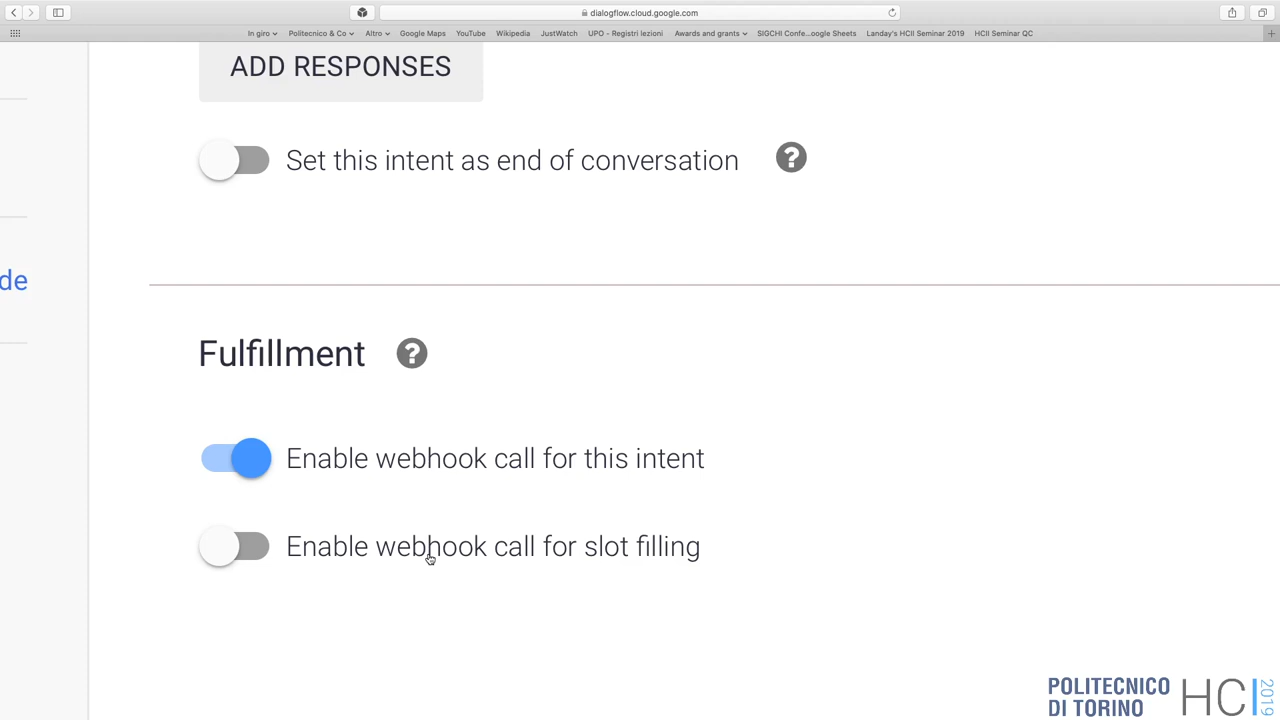 dialogflow.cloud.google.com
In giro Politecnico & Co Altro Google Maps YouTube Wikipedia JustWatch UPO - Registri lezioni Awards and grants SIGCHI Confe...oogle Sheets Landay's HCII Seminar 2019 HCII Seminar QC
ADD RESPONSES
Set this intent as end of conversation ?
de
Fulfillment ?
Enable webhook call for this intent
Enable webhook call for slot filling
POLITECNICO
DI TORINO
HCI
2019